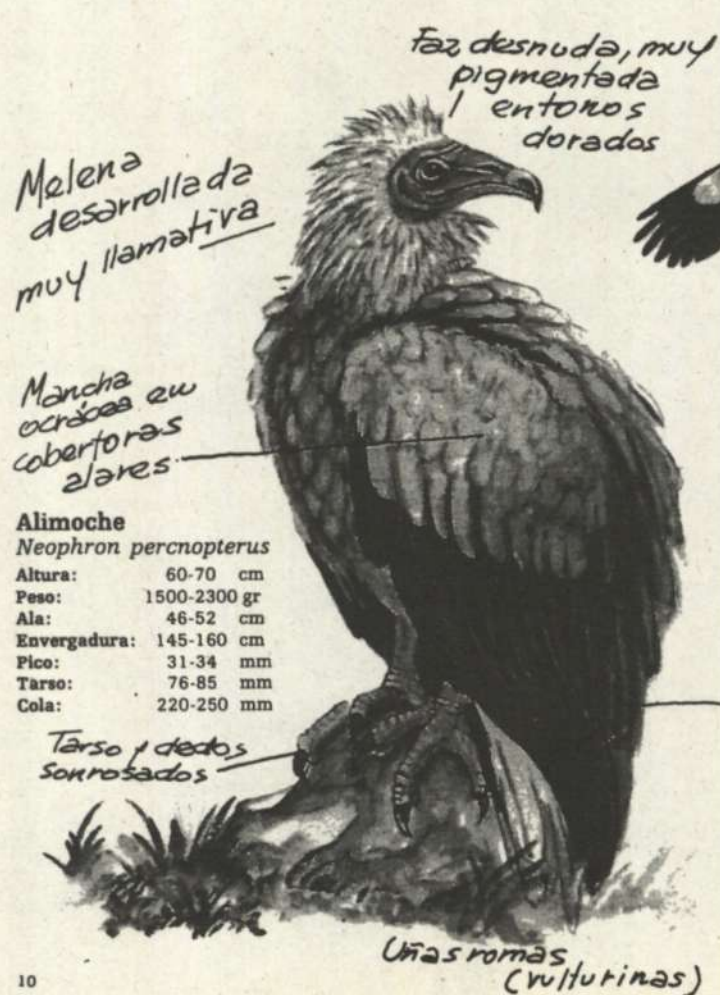 Faz desnuda, muy
pigmentada
entonos
dorados
Melena
desarrollada
muy llamativa
Mancha
ocrácea en
cobertoras
alares
Alimoche
Neophron percnopterus
Altura: 60-70 cm
Peso: 1500-2300 gr
Ala: 46-52 cm
Envergadura: 145-160 cm
Pico: 31-34 mm
Tarso: 76-85 mm
Cola: 220-250 mm
Tarso y dedos
sonrosados
Uñas romas
(vulturinas)
10